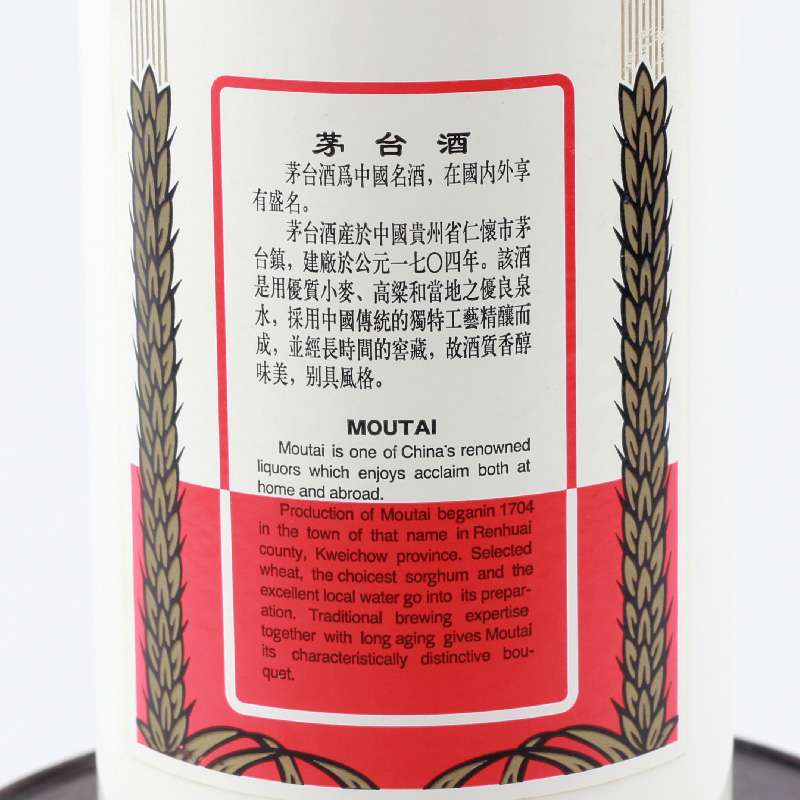 茅台酒
茅台酒爲中國名酒，在國内外享
有盛名。
茅台酒産於中國貴州省仁懷市茅
台鎮，建廠於公元一七〇四年。該酒
是用優質小麥、高粱和當地之優良泉
水，採用中國傳統的獨特工藝精釀而
成，並經長時間的窖藏，故酒質香醇
味美，别具風格。
MOUTAI
Moutai is one of China's renowned
liquors which enjoys acclaim both at
home and abroad.
Production of Moutai beganin 1704
in the town of that name in Renhuai
county, Kweichow province. Selected
wheat, the choicest sorghum and the
excellent local water go into its prepar-
ation. Traditional brewing expertise
together with long aging gives Moutai
its characteristically distinctive bou-
quet.